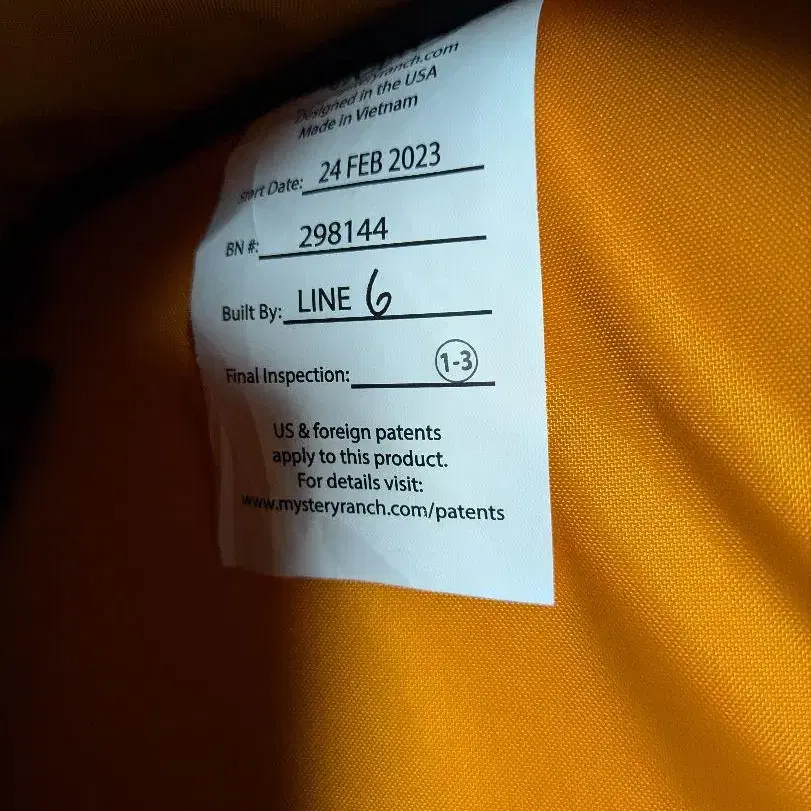 Designed in the USA
Made in Vietnam
Start Date: 24 FEB 2023
BN #: 298144
Built By: LINE 6
Final Inspection: 1-3
US & foreign patents
apply to this product.
For details visit:
www.mysteryranch.com/patents